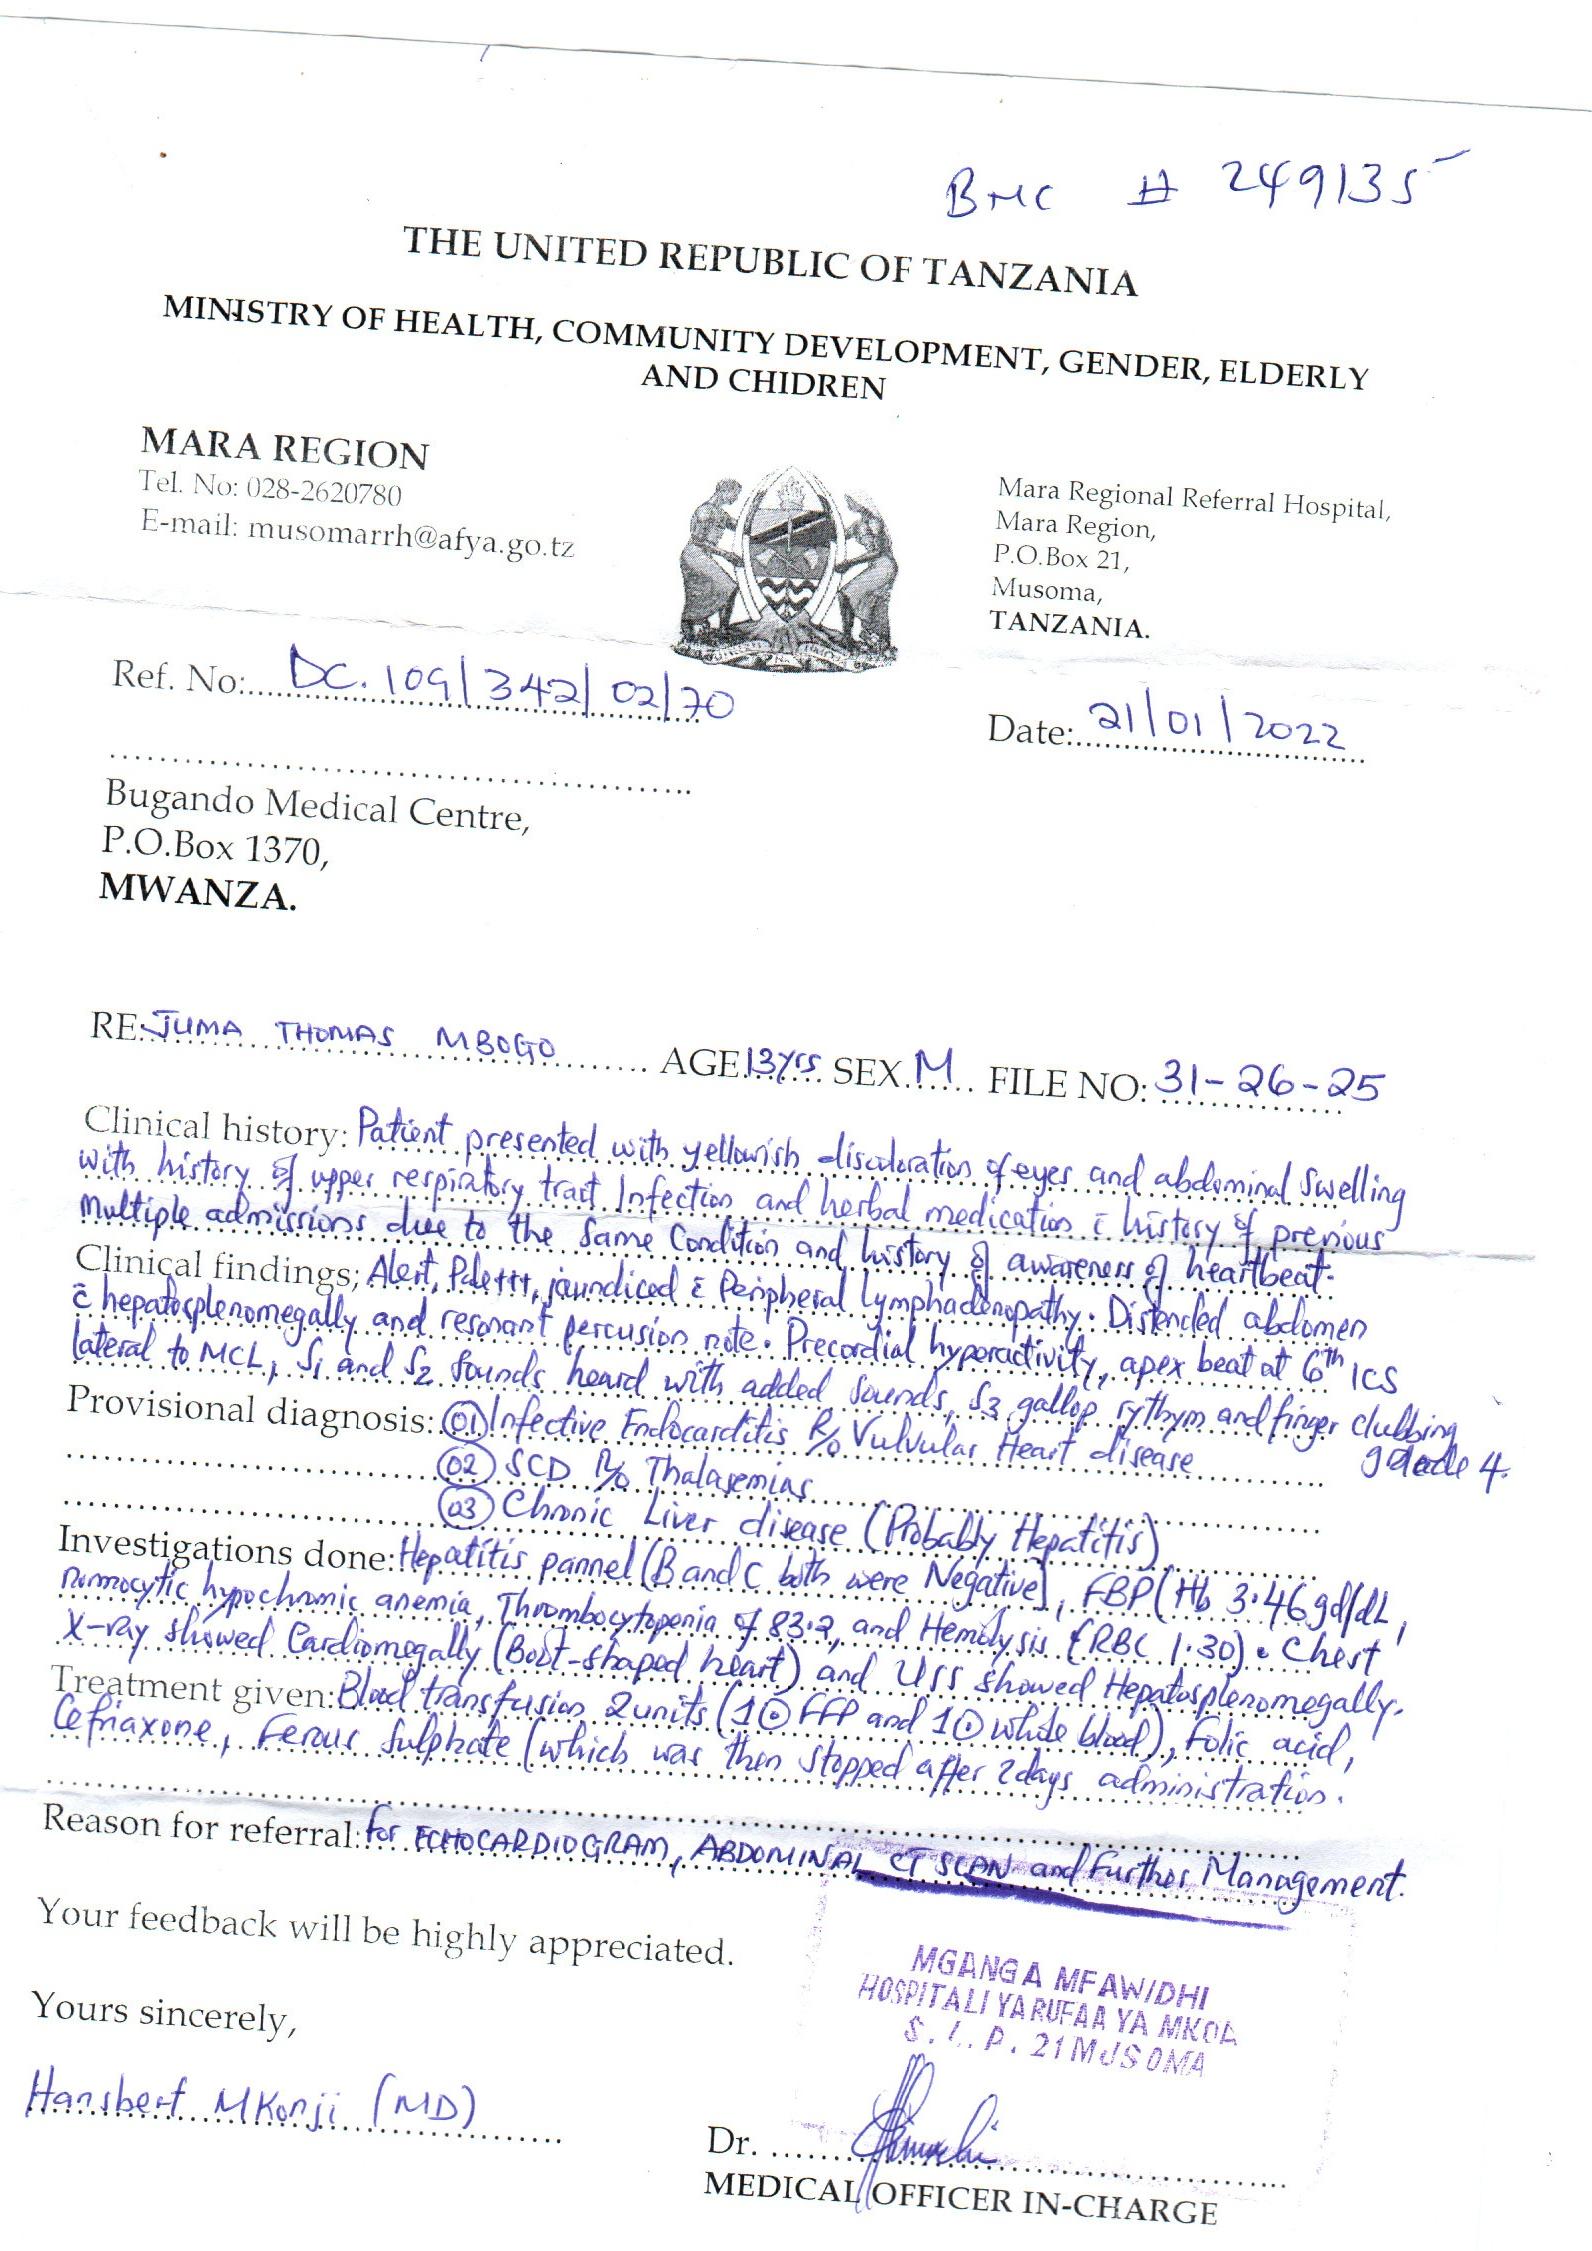 BMC # 249135
THE UNITED REPUBLIC OF TANZANIA
MINISTRY OF HEALTH, COMMUNITY DEVELOPMENT, GENDER, ELDERLY
AND CHIDREN
MARA REGION
Tel. No: 028-2620780
E-mail: musomarrh@afya.go.tz
Mara Regional Referral Hospital,
Mara Region,
P.O.Box 21,
Musoma,
TANZANIA.
Ref. No: DC.109/342/02/70
Date: 21/01/2022
Bugando Medical Centre,
P.O.Box 1370,
MWANZA.
RE: JUMA THOMAS MBOGO AGE 13yrs SEX M FILE NO: 31-26-25
Clinical history: Patient presented with yellowish discoloration of eyes and abdominal swelling
with history of upper respiratory tract Infection and herbal medication c̄ history of previous
Multiple admissions due to the same Condition and history of awareness of heartbeat.
Clinical findings; Alert, Pale+++, jaundiced c̄ Peripheral lymphadenopathy. Distended abdomen
c̄ hepatosplenomegally and resonant percusion note. Precordial hyperactivity, apex beat at 6th ICS
lateral to MCL, S1 and S2 sounds heard with added sounds, S3 gallop rythym and finger clubbing
grade 4.
Provisional diagnosis: 01 Infective Endocarditis R/o Vulvular Heart disease
02 SCD R/o Thalasemias
03 Chronic Liver disease (Probably Hepatitis)
Investigations done: Hepatitis pannel (B and C both were Negative), FBP (Hb 3.46gd/dL,
normocytic hypochromic anemia, Thrombocytopenia of 83.2, and Hemolysis (RBC 1.30). Chest
X-ray showed Cardiomegally (Boot-shaped heart) and USS showed Hepatosplenomegally.
Treatment given: Blood transfusion 2units (1 FFP and 1 whole blood), Folic acid,
Cefriaxone, Ferous Sulphate (which was then stopped after 2days administration.
Reason for referral: for ECHOCARDIOGRAM, ABDOMINAL CT SCAN and Further Management.
Your feedback will be highly appreciated.
Yours sincerely,
MGANGA MFAWIDHI
HOSPITALI YA RUFAA YA MKOA
S.L.P. 21 MUSOMA
Hansbert MKonji (MD)
Dr.
MEDICAL OFFICER IN-CHARGE